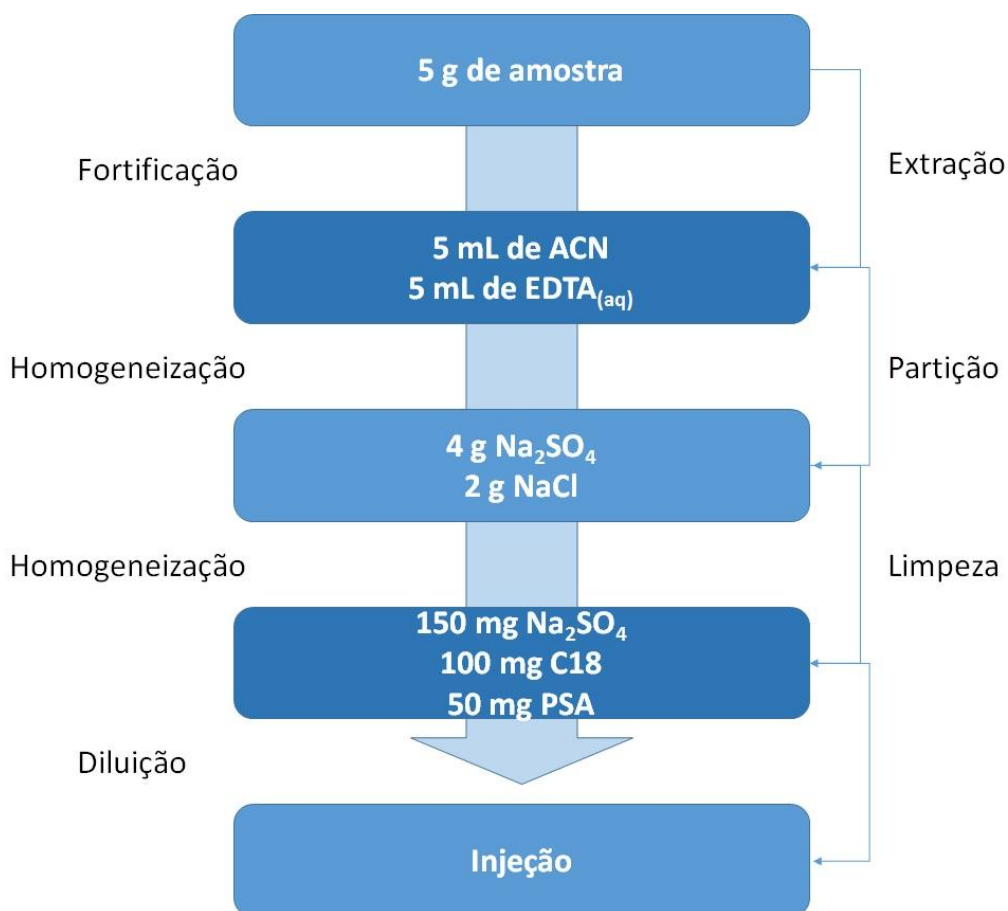 5 g de amostra
Fortificação
Extração
5 mL de ACN
5 mL de EDTA(aq)
Homogeneização
Partição
4 g Na₂SO₄
2 g NaCl
Homogeneização
Limpeza
150 mg Na₂SO₄
100 mg C18
50 mg PSA
Diluição
Injeção